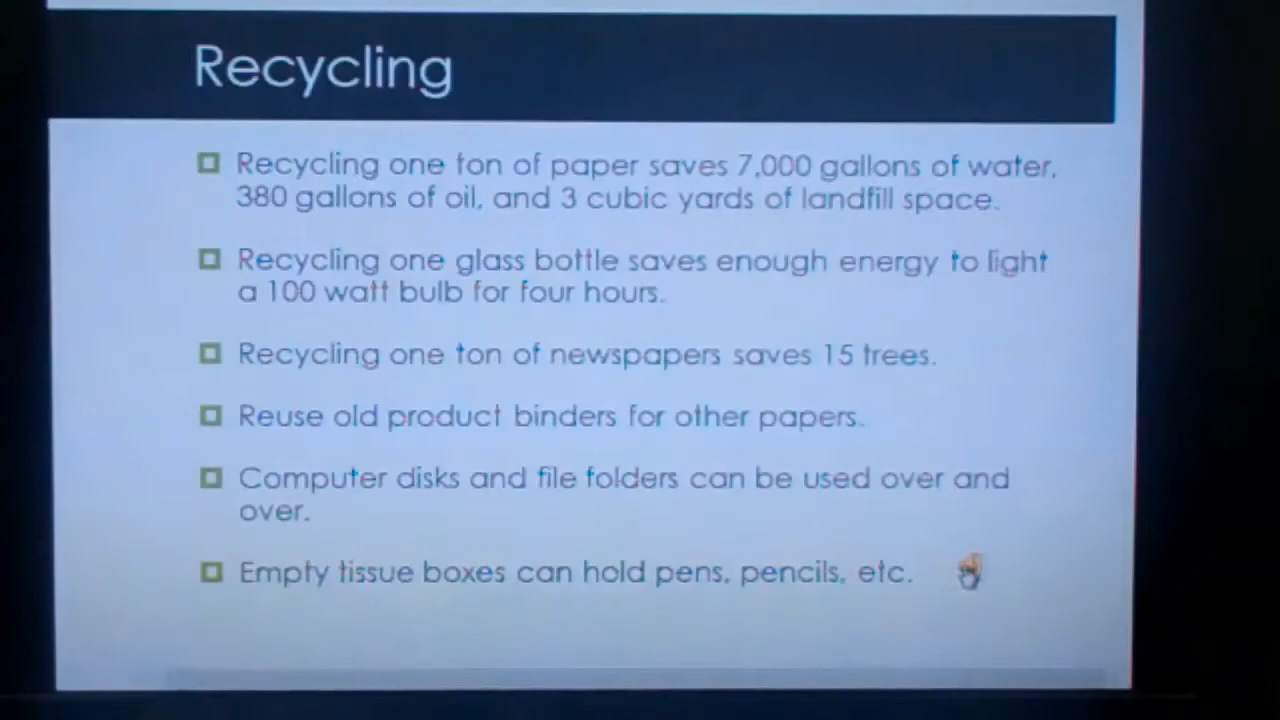 Recycling
Recycling one ton of paper saves 7,000 gallons of water,
380 gallons of oil, and 3 cubic yards of landfill space.
Recycling one glass bottle saves enough energy to light
a 100 watt bulb for four hours.
Recycling one ton of newspapers saves 15 trees.
Reuse old product binders for other papers.
Computer disks and file folders can be used over and
over.
Empty tissue boxes can hold pens, pencils, etc.